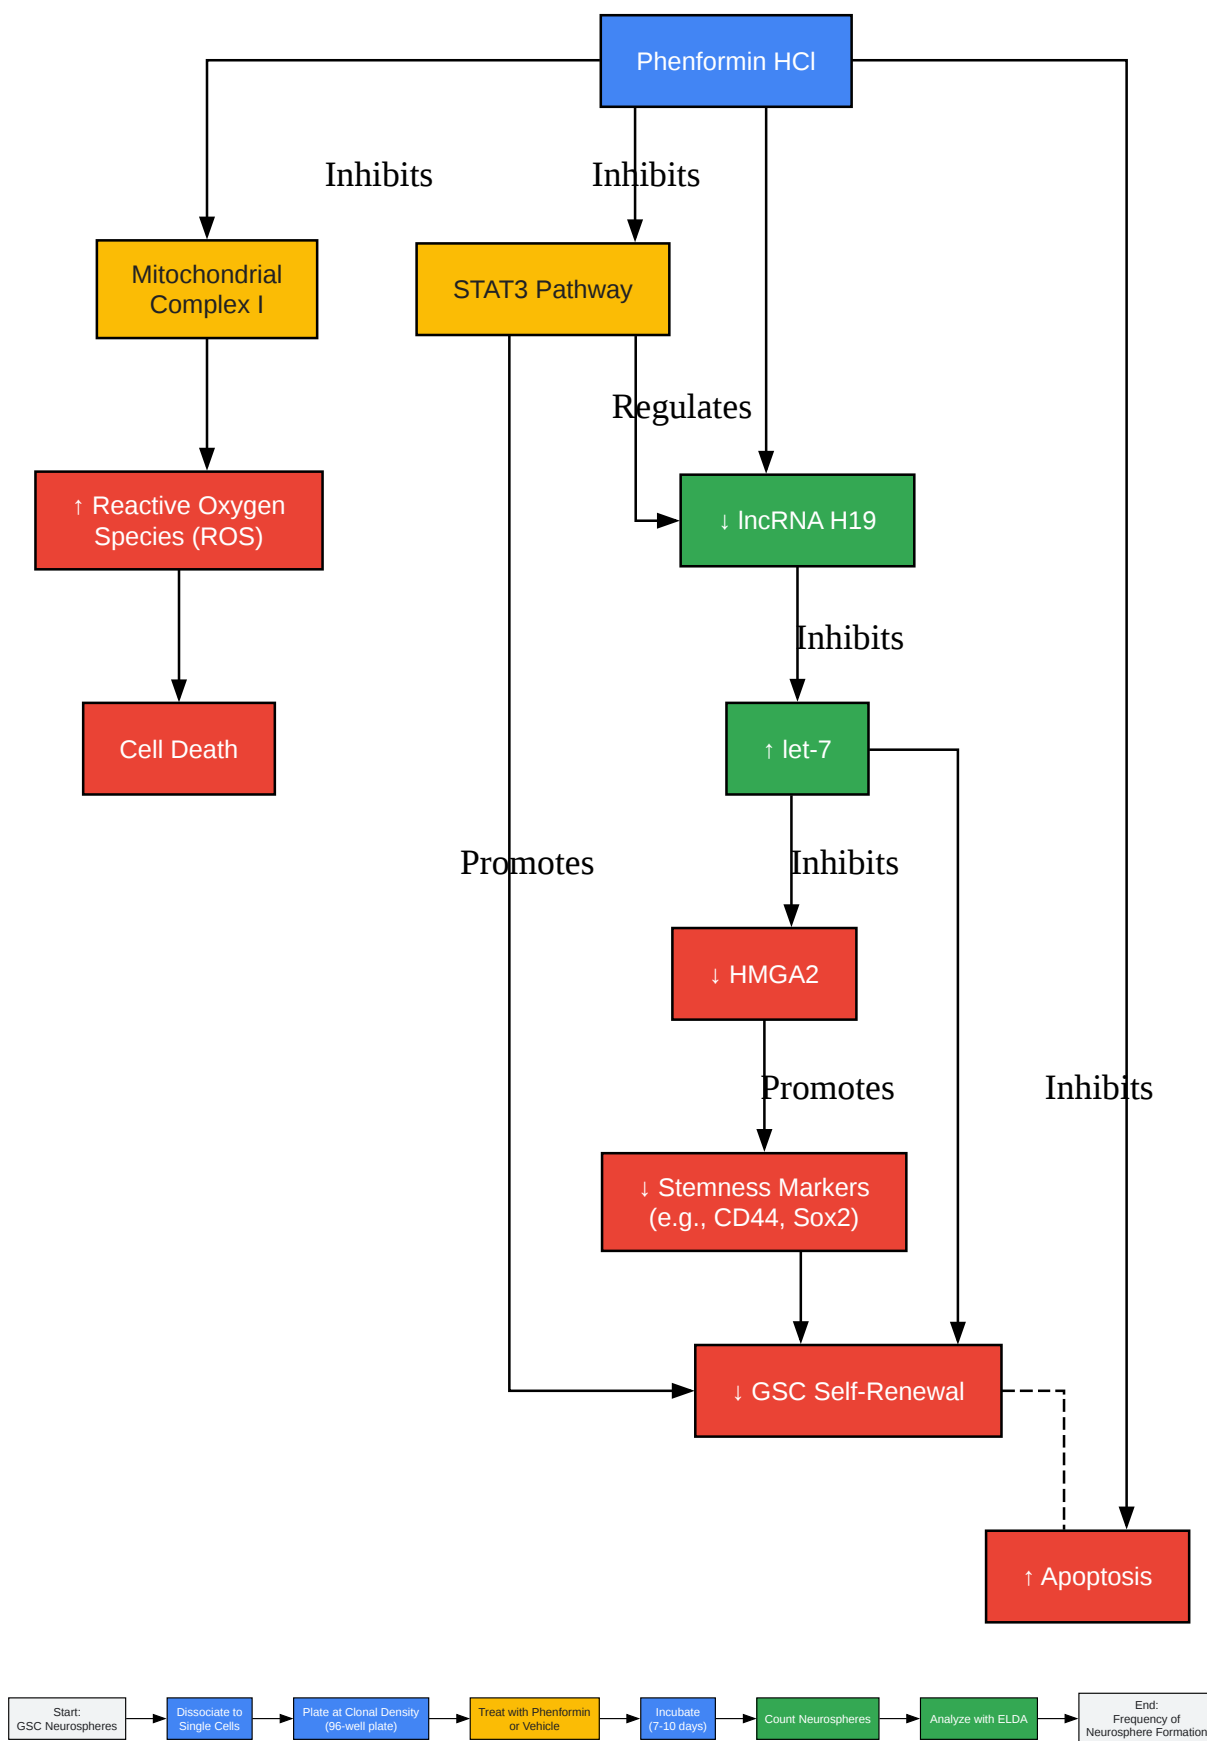 Phenformin HCl
Inhibits
Inhibits
Mitochondrial
Complex I
STAT3 Pathway
Regulates
↑ Reactive Oxygen
Species (ROS)
↓ lncRNA H19
Inhibits
Cell Death
↑ let-7
Promotes
Inhibits
↓ HMGA2
Promotes
Inhibits
↓ Stemness Markers
(e.g., CD44, Sox2)
↓ GSC Self-Renewal
↑ Apoptosis
Start:
GSC Neurospheres
Dissociate to
Single Cells
Plate at Clonal Density
(96-well plate)
Treat with Phenformin
or Vehicle
Incubate
(7-10 days)
Count Neurospheres
Analyze with ELDA
End:
Frequency of
Neurosphere Formation